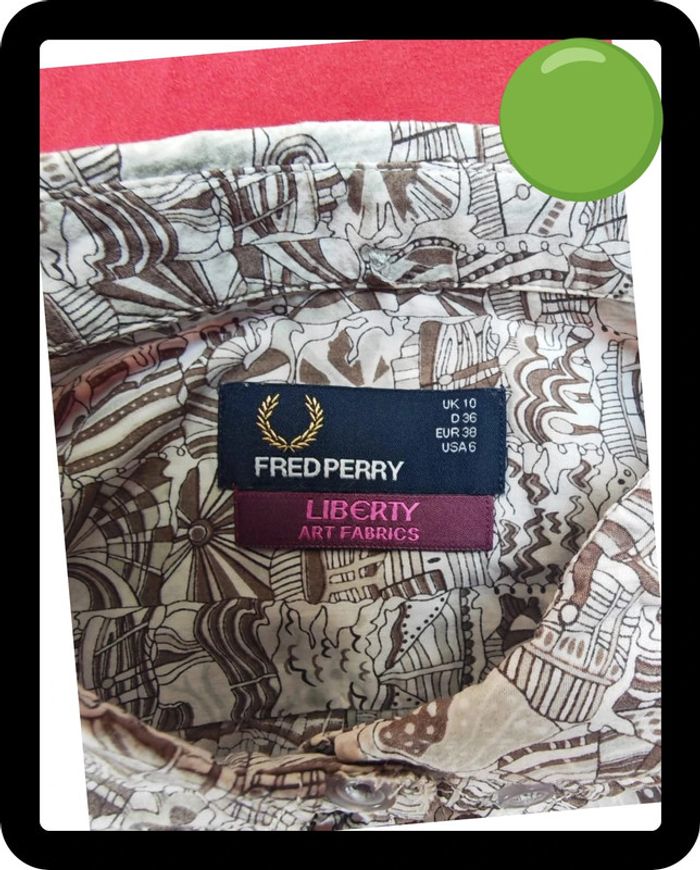 UK 10
D 36
EUR 38
USA 6
FRED PERRY
LIBERTY
ART FABRICS